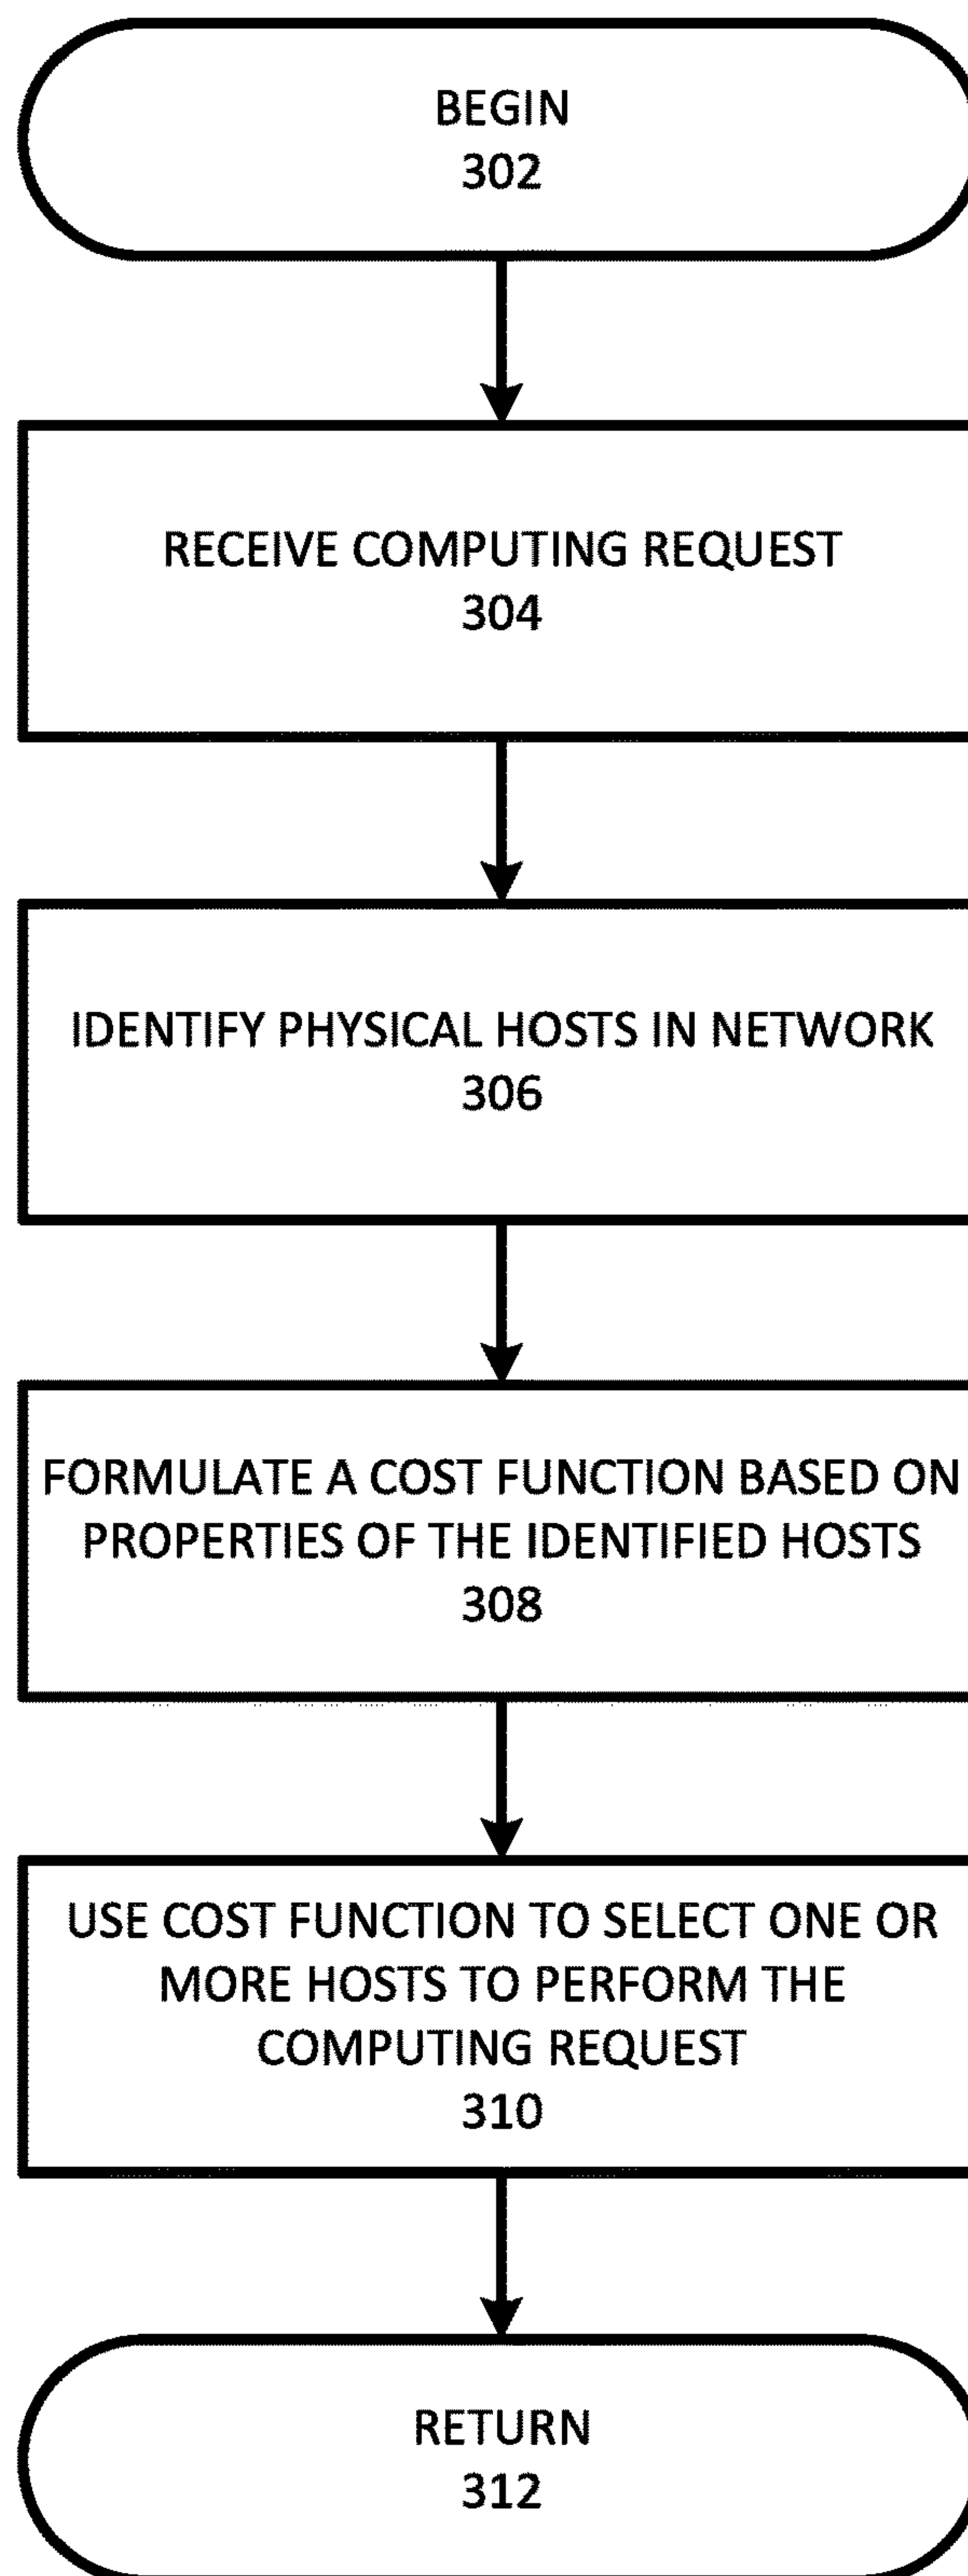 BEGIN
302
RECEIVE COMPUTING REQUEST
304
IDENTIFY PHYSICAL HOSTS IN NETWORK
306
FORMULATE A COST FUNCTION BASED ON
PROPERTIES OF THE IDENTIFIED HOSTS
308
USE COST FUNCTION TO SELECT ONE OR
MORE HOSTS TO PERFORM THE
COMPUTING REQUEST
310
RETURN
312